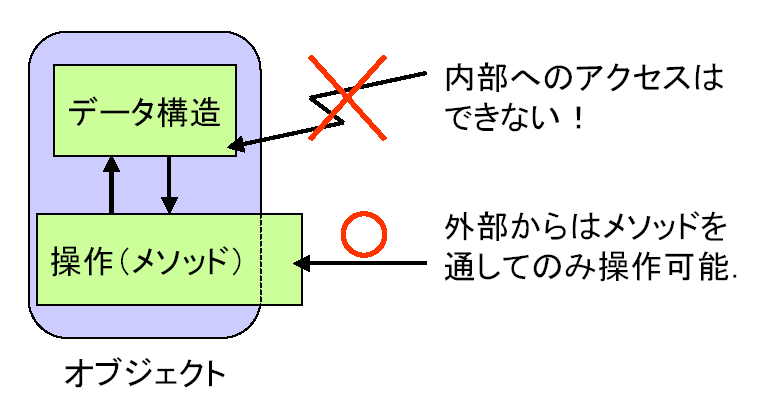 データ構造
内部へのアクセスは
できない！
操作（メソッド）
外部からはメソッドを
通してのみ操作可能.
オブジェクト